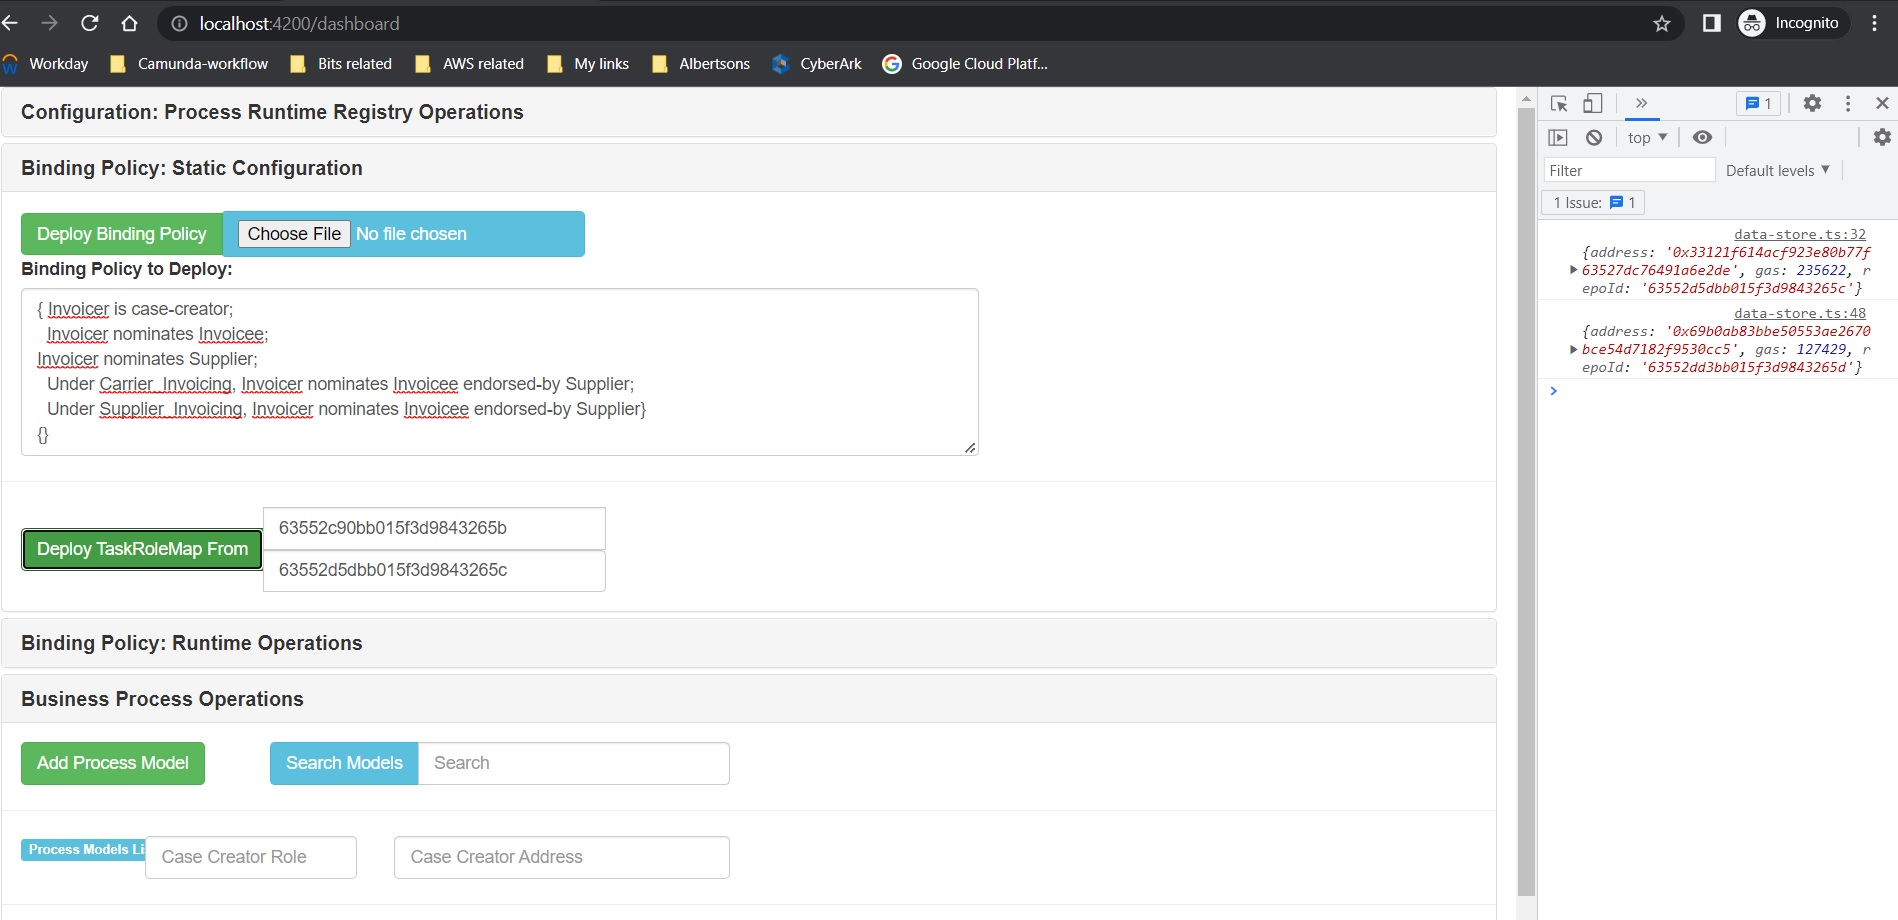 localhost:4200/dashboard
Incognito
Workday
Camunda-workflow
Bits related
AWS related
My links
Albertsons
CyberArk
Google Cloud Platf...
Configuration: Process Runtime Registry Operations
Binding Policy: Static Configuration
Deploy Binding Policy
Choose File No file chosen
Binding Policy to Deploy:
{ Invoicer is case-creator;
Invoicer nominates Invoicee;
Invoicer nominates Supplier;
Under Carrier_Invoicing, Invoicer nominates Invoicee endorsed-by Supplier;
Under Supplier_Invoicing, Invoicer nominates Invoicee endorsed-by Supplier}
{}
Deploy TaskRoleMap From
63552c90bb015f3d9843265b
63552d5dbb015f3d9843265c
Binding Policy: Runtime Operations
Business Process Operations
Add Process Model
Search Models
Search
Process Models Li
Case Creator Role
Case Creator Address
1
top
Filter
Default levels
1 Issue: 1
data-store.ts:32
{address: '0x33121f614acf923e80b77f
63527dc76491a6e2de', gas: 235622, r
epoId: '63552d5dbb015f3d9843265c'}
data-store.ts:48
{address: '0x69b0ab83bbe50553ae2670
bce54d7182f9530cc5', gas: 127429, r
epoId: '63552dd3bb015f3d9843265d'}